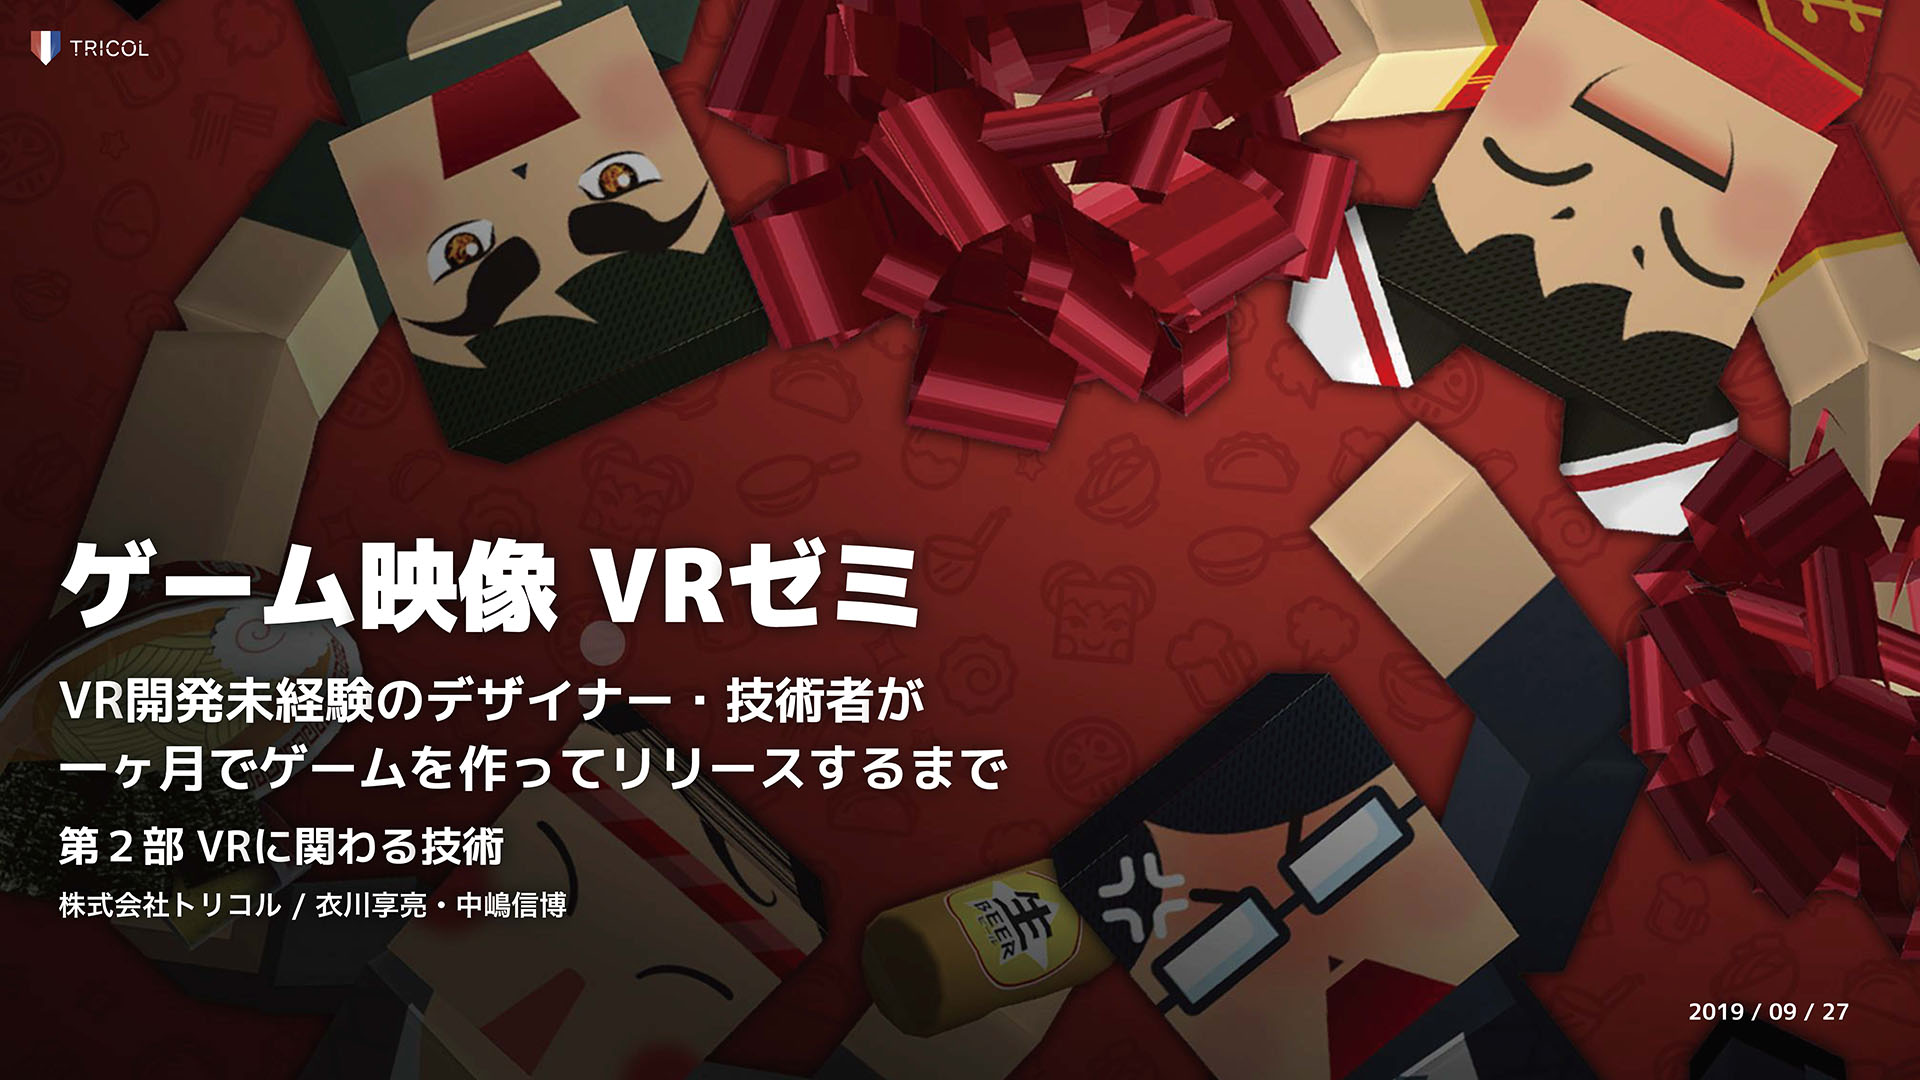 TRICOL
ゲーム映像 VRゼミ
VR開発未経験のデザイナー・技術者が
一ヶ月でゲームを作ってリリースするまで
第２部 VRに関わる技術
株式会社トリコル / 衣川享亮・中嶋信博
生
BEER
2019 / 09 / 27